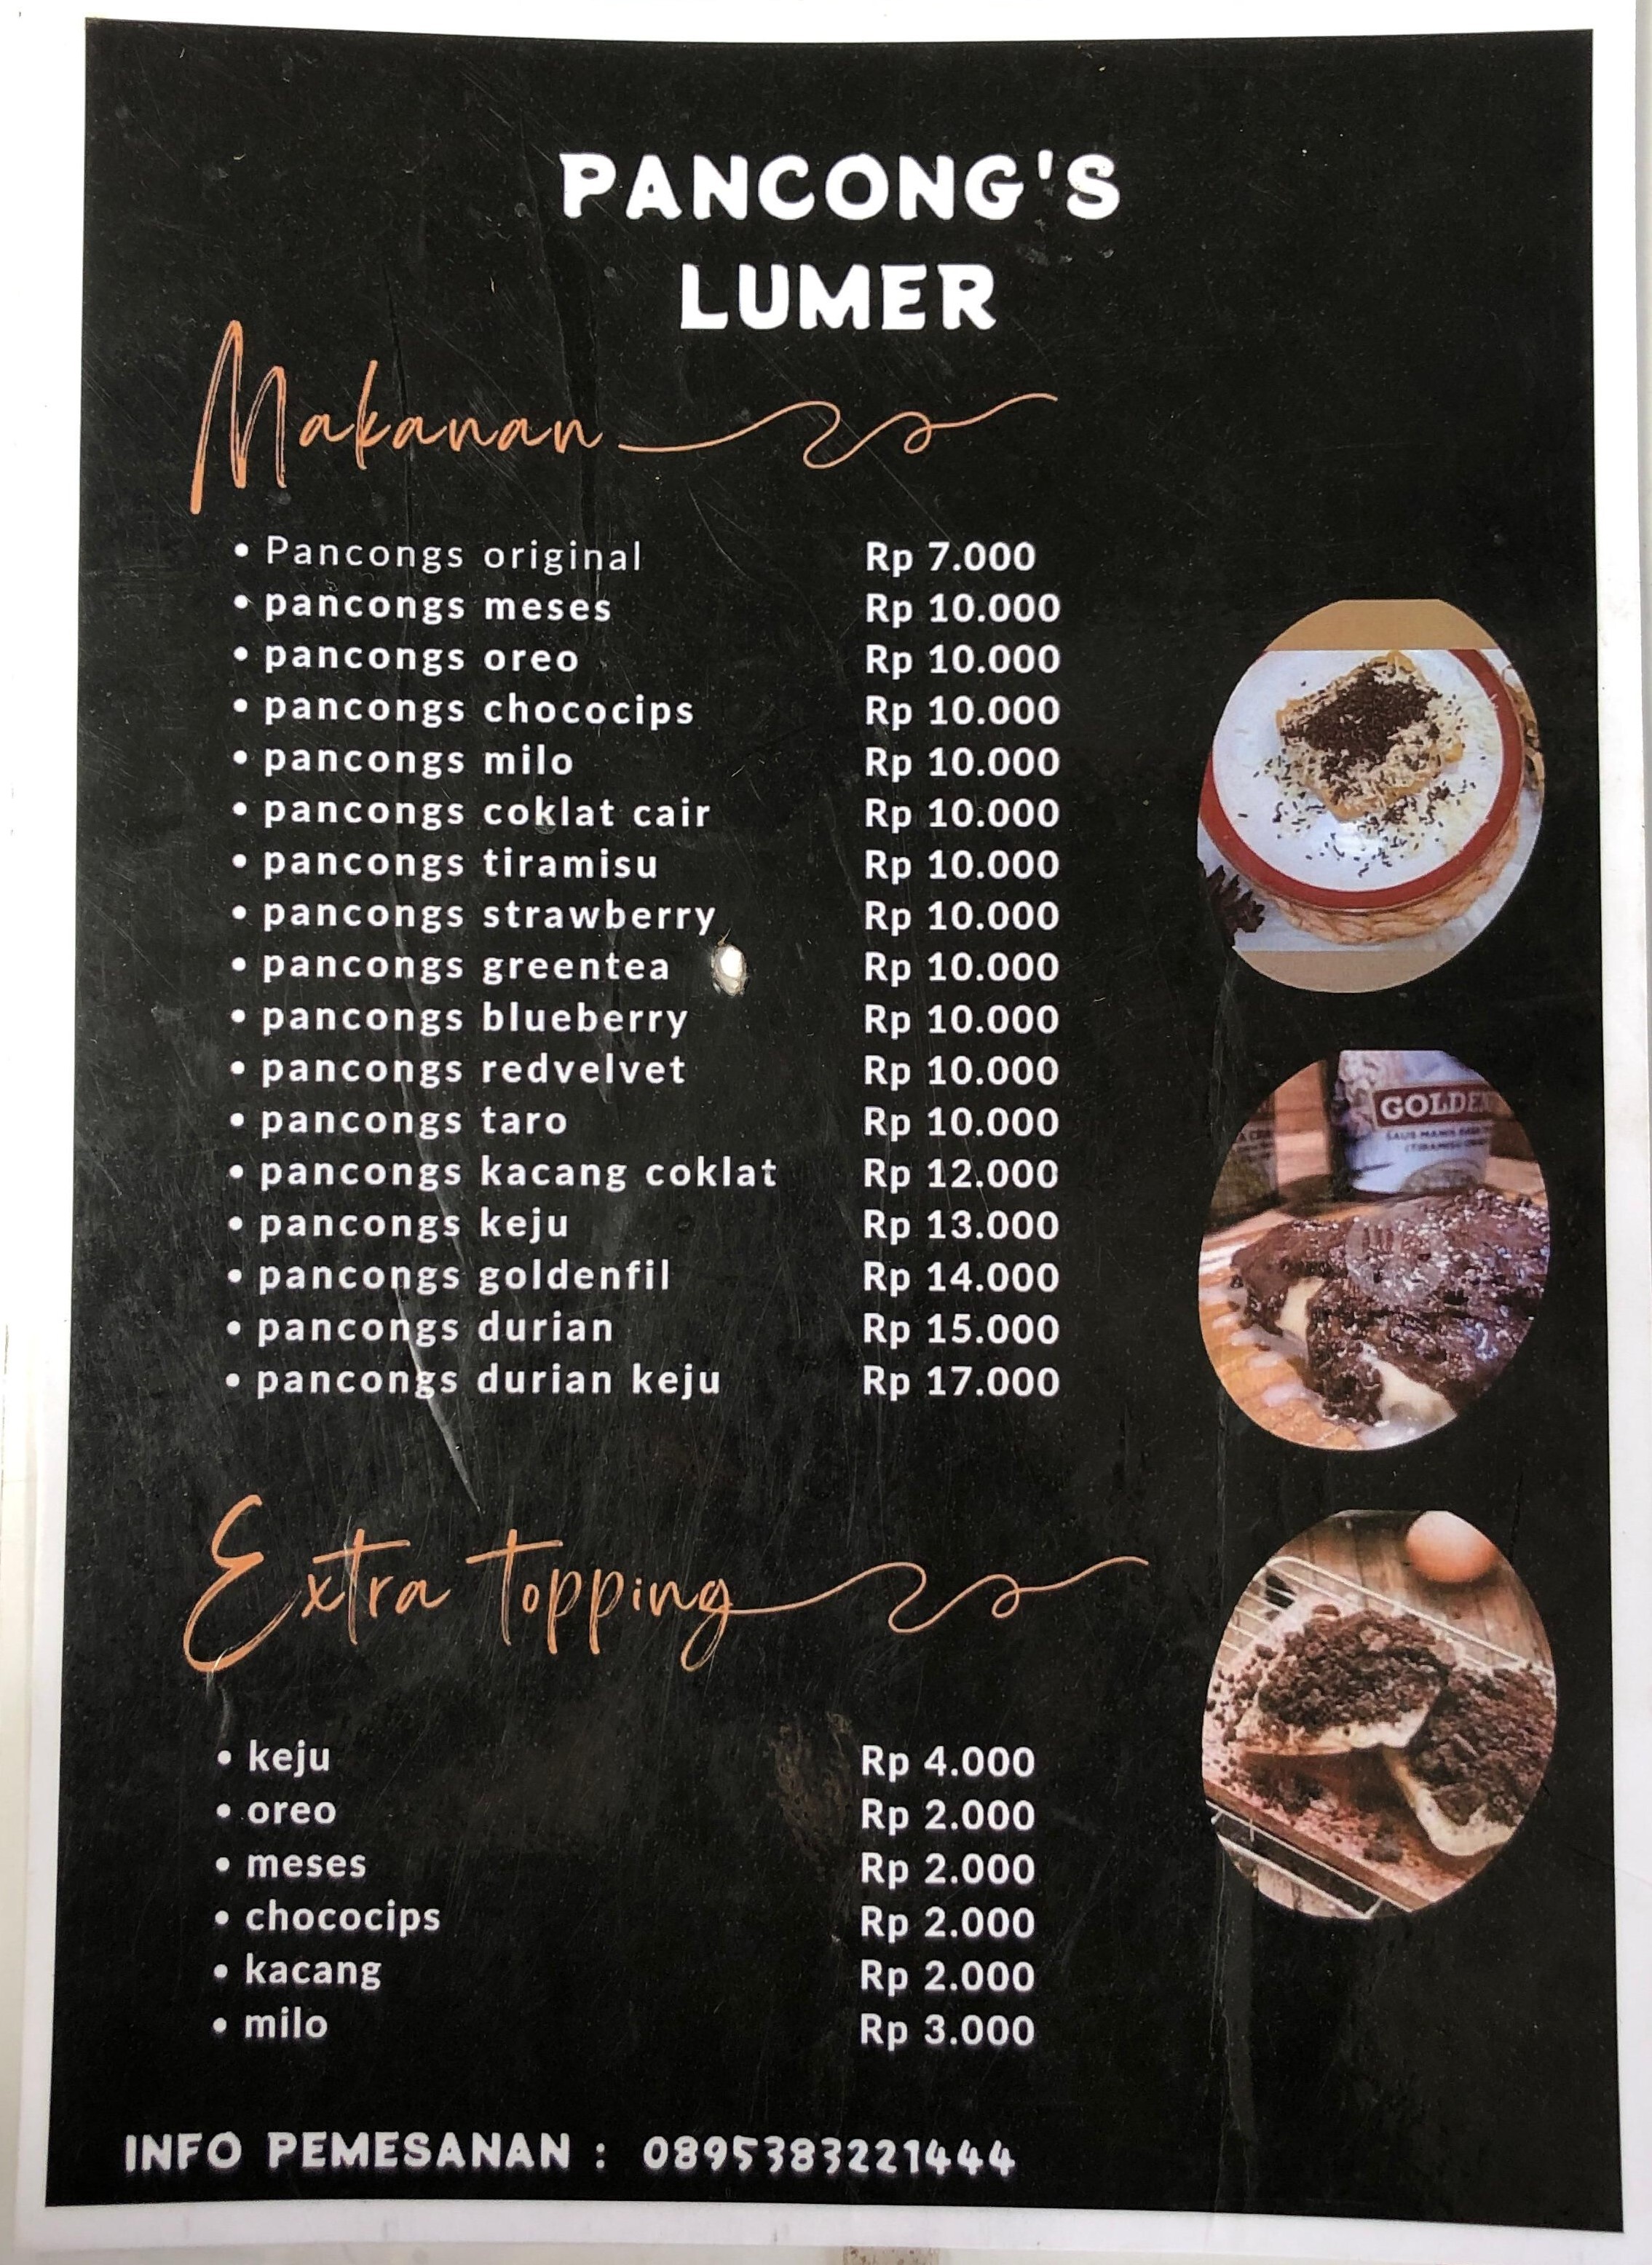 PANCONG'S
LUMER
Makanan
• Pancongs original Rp 7.000
• pancongs meses Rp 10.000
• pancongs oreo Rp 10.000
• pancongs chococips Rp 10.000
• pancongs milo Rp 10.000
• pancongs coklat cair Rp 10.000
• pancongs tiramisu Rp 10.000
• pancongs strawberry Rp 10.000
• pancongs greentea Rp 10.000
• pancongs blueberry Rp 10.000
• pancongs redvelvet Rp 10.000
• pancongs taro Rp 10.000
• pancongs kacang coklat Rp 12.000
• pancongs keju Rp 13.000
• pancongs goldenfil Rp 14.000
• pancongs durian Rp 15.000
• pancongs durian keju Rp 17.000
GOLDE
Extra topping
• keju Rp 4.000
• oreo Rp 2.000
• meses Rp 2.000
• chococips Rp 2.000
• kacang Rp 2.000
• milo Rp 3.000
INFO PEMESANAN : 0895383221444